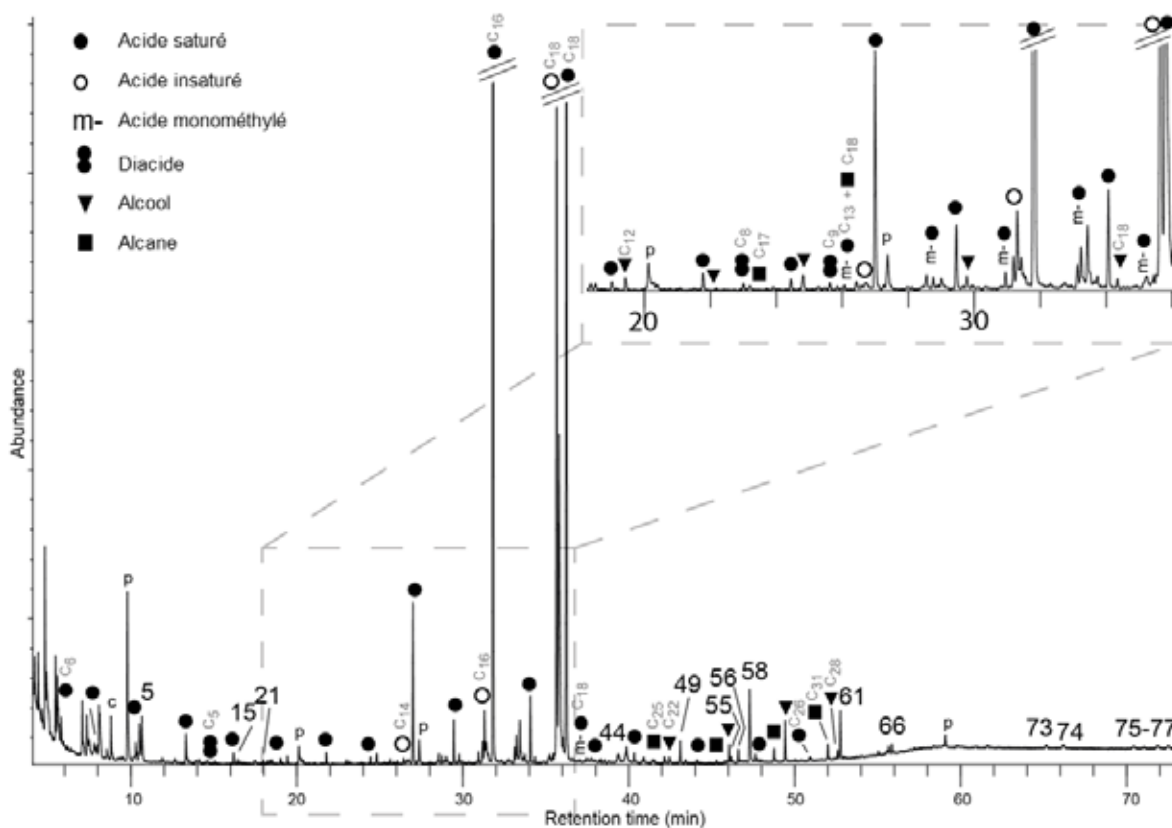 Acide saturé
Acide insaturé
m- Acide monométhylé
Diacide
Alcool
Alcane
C16
C18
C18
C12
p
C8
C17
C9
C13 + C18
m-
p
m-
m-
m-
C18
m-
20
30
Abundance
C6
p
c
5
C5
15
21
p
C14
p
C16
C18
m-
44
C25
C22
49
55
56
58
C26
C31
C28
61
66
p
73
74
75-77
10
20
30
40
50
60
70
Retention time (min)